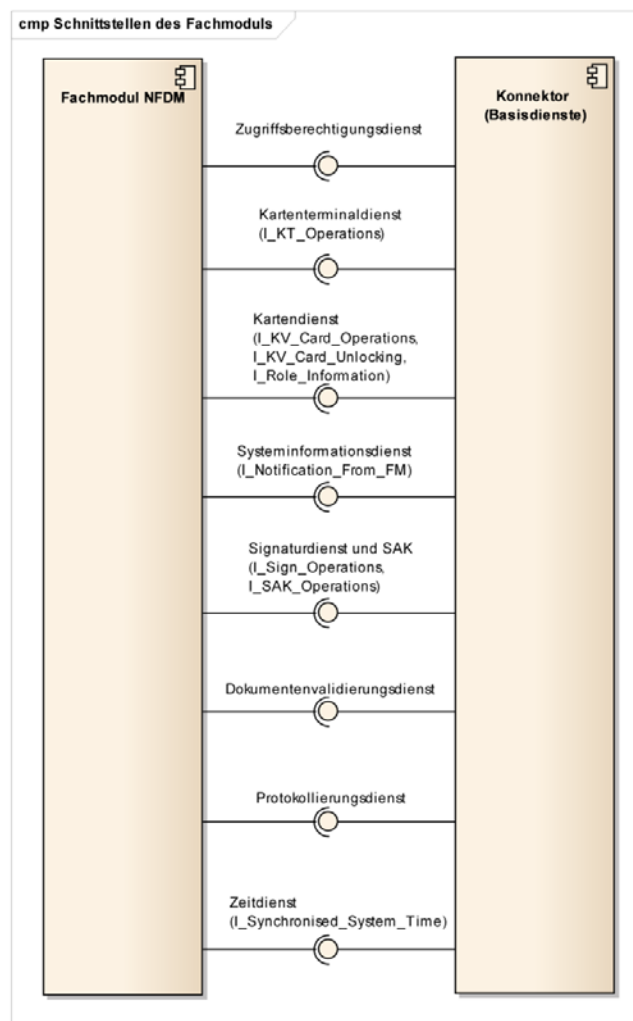 cmp Schnittstellen des Fachmoduls
Fachmodul NFDM
Konnektor
(Basisdienste)
Zugriffsberechtigungsdienst
Kartenterminaldienst
(I_KT_Operations)
Kartendienst
(I_KV_Card_Operations,
I_KV_Card_Unlocking,
I_Role_Information)
Systeminformationsdienst
(I_Notification_From_FM)
Signaturdienst und SAK
(I_Sign_Operations,
I_SAK_Operations)
Dokumentenvalidierungsdienst
Protokollierungsdienst
Zeitdienst
(I_Synchronised_System_Time)